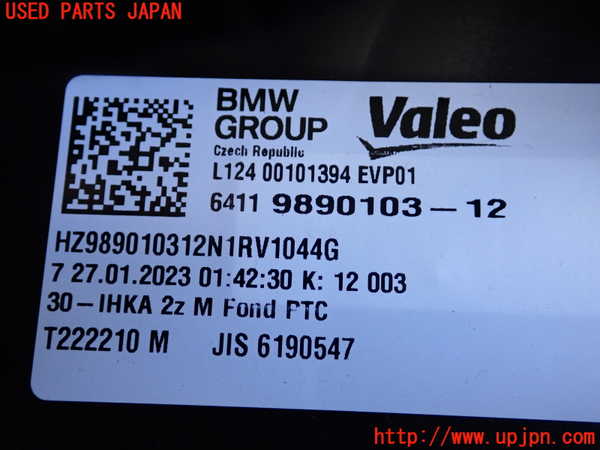 USED PARTS JAPAN
BMW
GROUP
Valeo
Czech Republic
L124 00101394 EVP01
6411 9890103-12
HZ989010312N1RV1044G
7 27.01.2023 01:42:30 K: 12 003
30-IHKA 2z M Fond PTC
T222210 M JIS 6190547
http://www.upjpn.com/